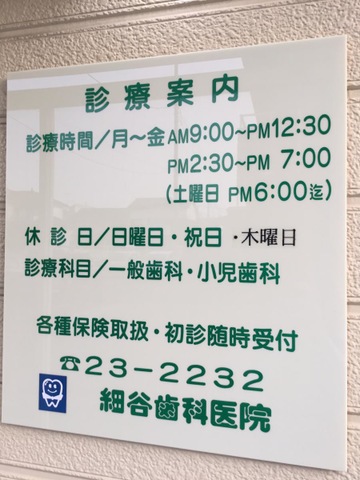 診療案内
診療時間／月～金 AM9:00～PM12:30
PM2:30～PM 7:00
(土曜日 PM6:00迄)
休診日／日曜日・祝日・木曜日
診療科目／一般歯科・小児歯科
各種保険取扱・初診随時受付
☎23-2232
細谷歯科医院